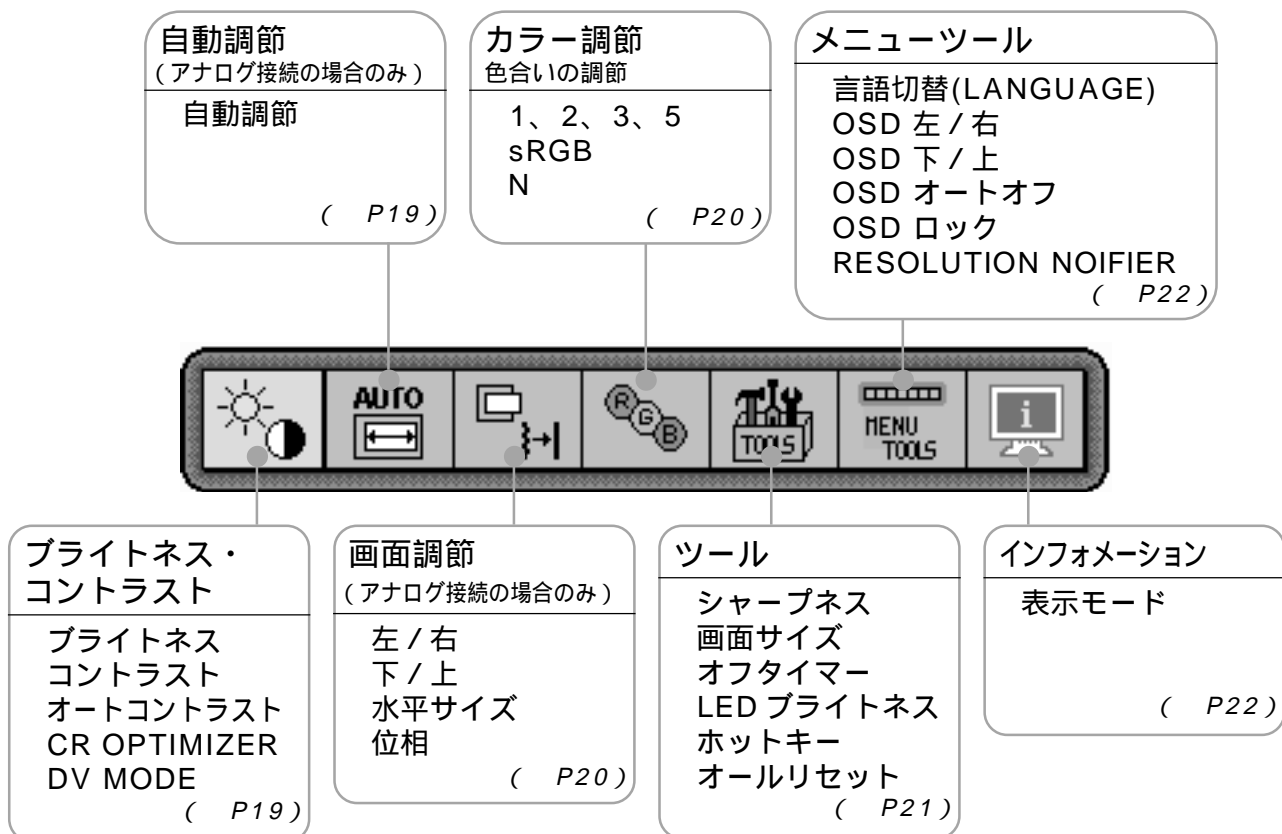 自動調節
(アナログ接続の場合のみ)
自動調節
( P19)
カラー調節
色合いの調節
1、2、3、5
sRGB
N
( P20)
メニューツール
言語切替(LANGUAGE)
OSD 左 / 右
OSD 下 / 上
OSD オートオフ
OSD ロック
RESOLUTION NOIFIER
( P22)
AUTO
R G B
TOOLS
MENU
TOOLS
i
ブライトネス・
コントラスト
ブライトネス
コントラスト
オートコントラスト
CR OPTIMIZER
DV MODE
( P19)
画面調節
(アナログ接続の場合のみ)
左 / 右
下 / 上
水平サイズ
位相
( P20)
ツール
シャープネス
画面サイズ
オフタイマー
LED ブライトネス
ホットキー
オールリセット
( P21)
インフォメーション
表示モード
( P22)